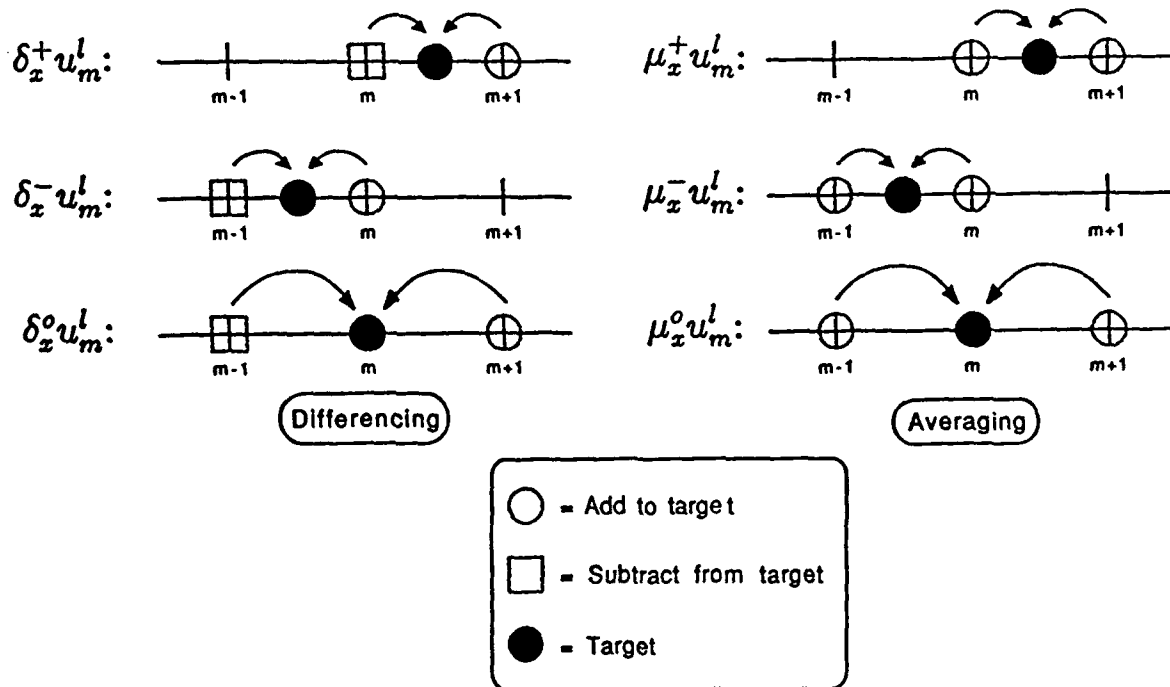 δ_x^+ u_m^l: μ_x^+ u_m^l:
m-1 m m+1 m-1 m m+1
δ_x^- u_m^l: μ_x^- u_m^l:
m-1 m m+1 m-1 m m+1
δ_x^o u_m^l: μ_x^o u_m^l:
m-1 m m+1 m-1 m m+1
Differencing Averaging
= Add to target
= Subtract from target
= Target